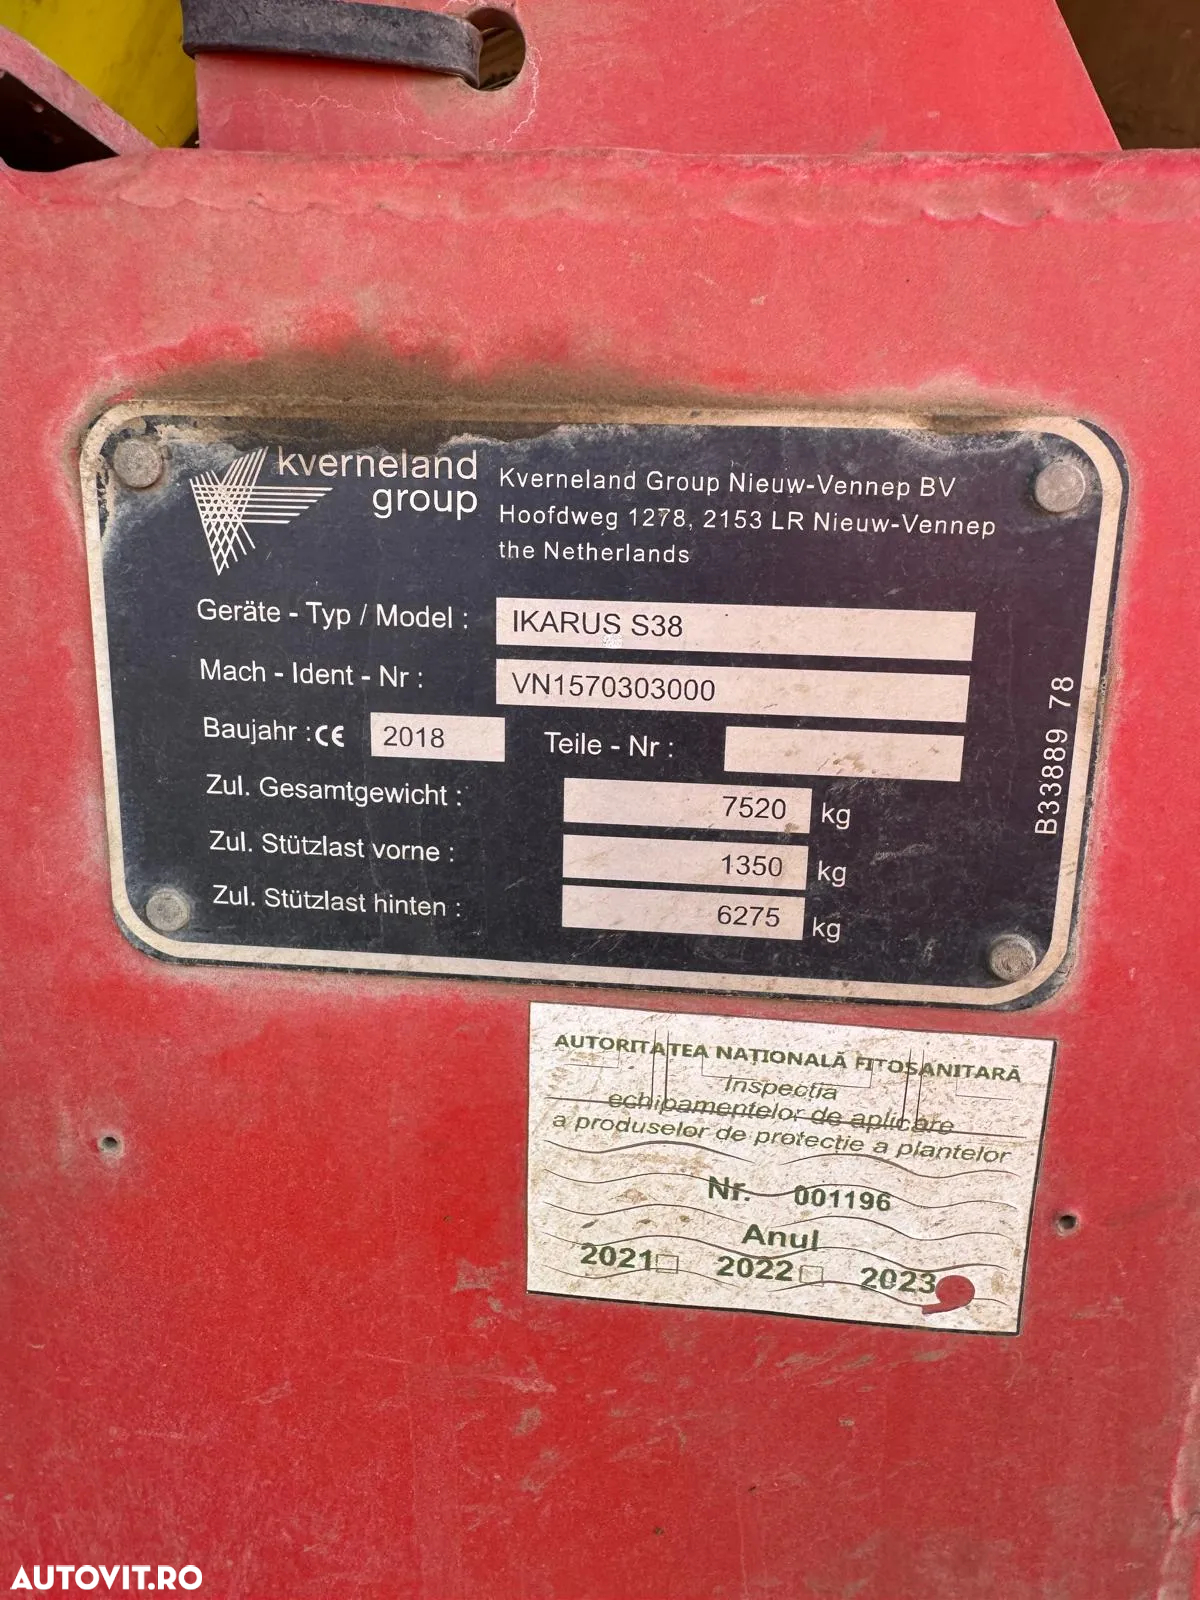 kverneland
group
Kverneland Group Nieuw-Vennep BV
Hoofdweg 1278, 2153 LR Nieuw-Vennep
the Netherlands
Geräte - Typ / Model : IKARUS S38
Mach - Ident - Nr : VN1570303000
Baujahr : CE 2018 Teile - Nr :
Zul. Gesamtgewicht : 7520 kg
Zul. Stützlast vorne : 1350 kg
Zul. Stützlast hinten : 6275 kg
B33889 78
AUTORITATEA NAȚIONALĂ FITOSANITARĂ
Inspecția
echipamentelor de aplicare
a produselor de protecție a plantelor
Nr. 001196
Anul
2021 2022 2023
AUTOVIT.RO